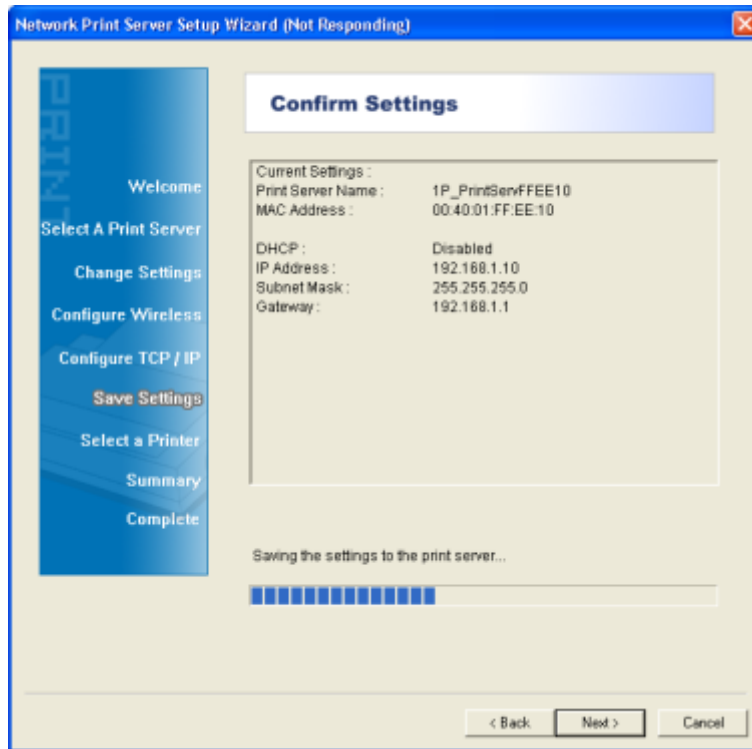 Network Print Server Setup Wizard (Not Responding)
PRINT
Welcome
Select A Print Server
Change Settings
Configure Wireless
Configure TCP / IP
Save Settings
Select a Printer
Summary
Complete
Confirm Settings
Current Settings :
Print Server Name : 1P_PrintServFFEE10
MAC Address : 00:40:01:FF:EE:10
DHCP : Disabled
IP Address : 192.168.1.10
Subnet Mask : 255.255.255.0
Gateway : 192.168.1.1
Saving the settings to the print server...
< Back Next > Cancel